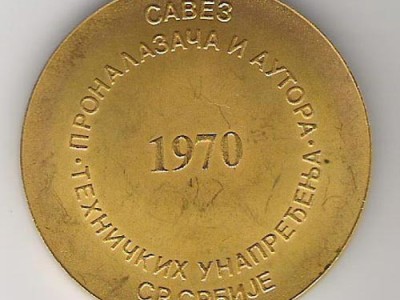 САВЕЗ
ПРОНАЛАЗАЧА И АУТОРА
1970
ТЕХНИЧКИХ УНАПРЕЂЕЊА
СР СРБИЈЕ